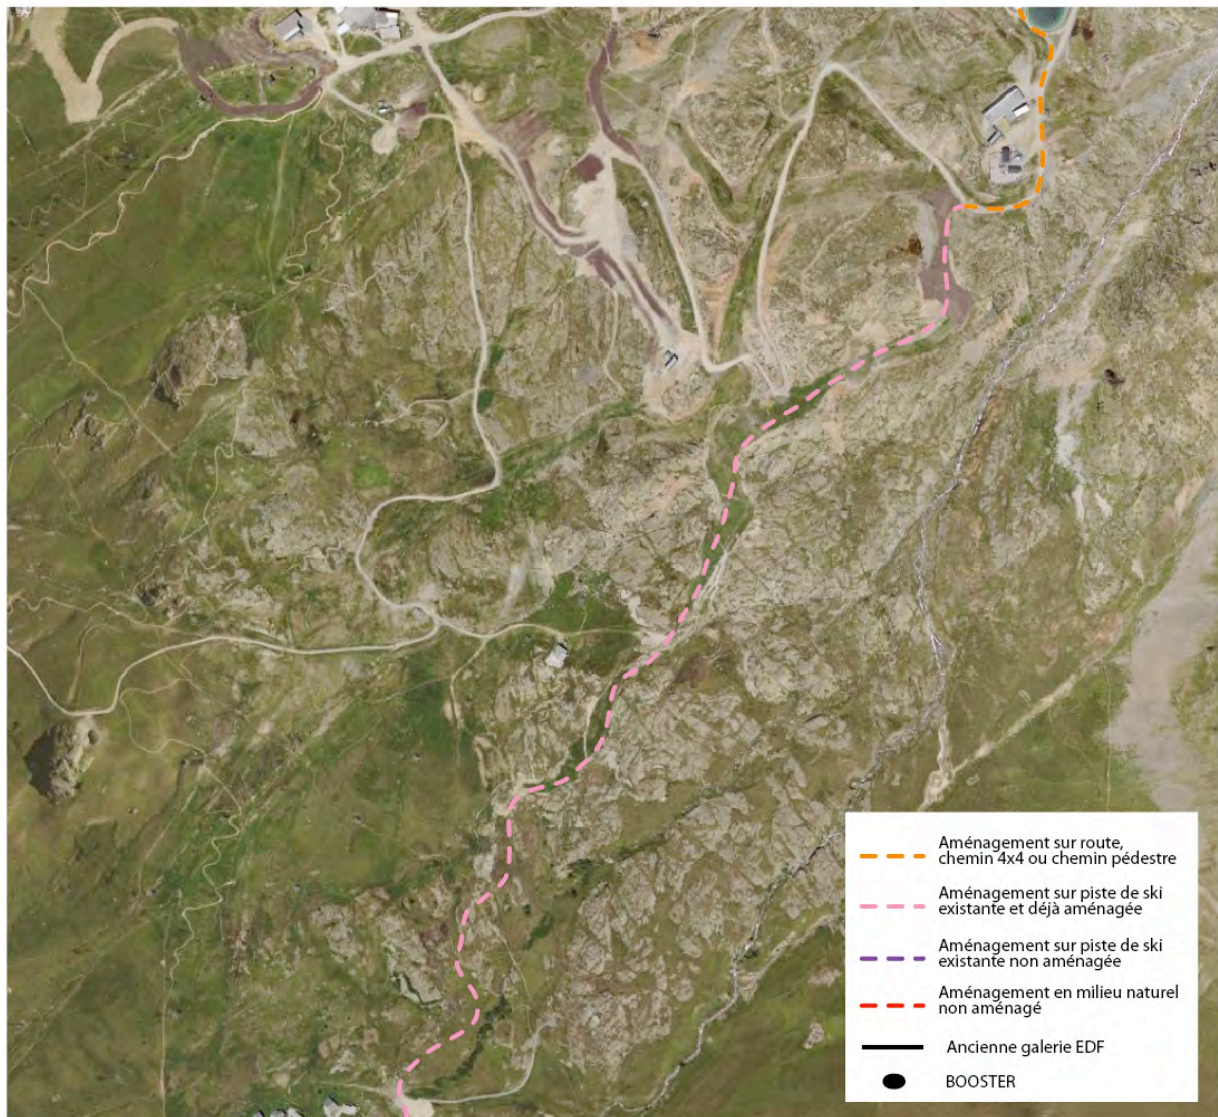 Aménagement sur route,
chemin 4x4 ou chemin pédestre
Aménagement sur piste de ski
existante et déjà aménagée
Aménagement sur piste de ski
existante non aménagée
Aménagement en milieu naturel
non aménagé
Ancienne galerie EDF
BOOSTER